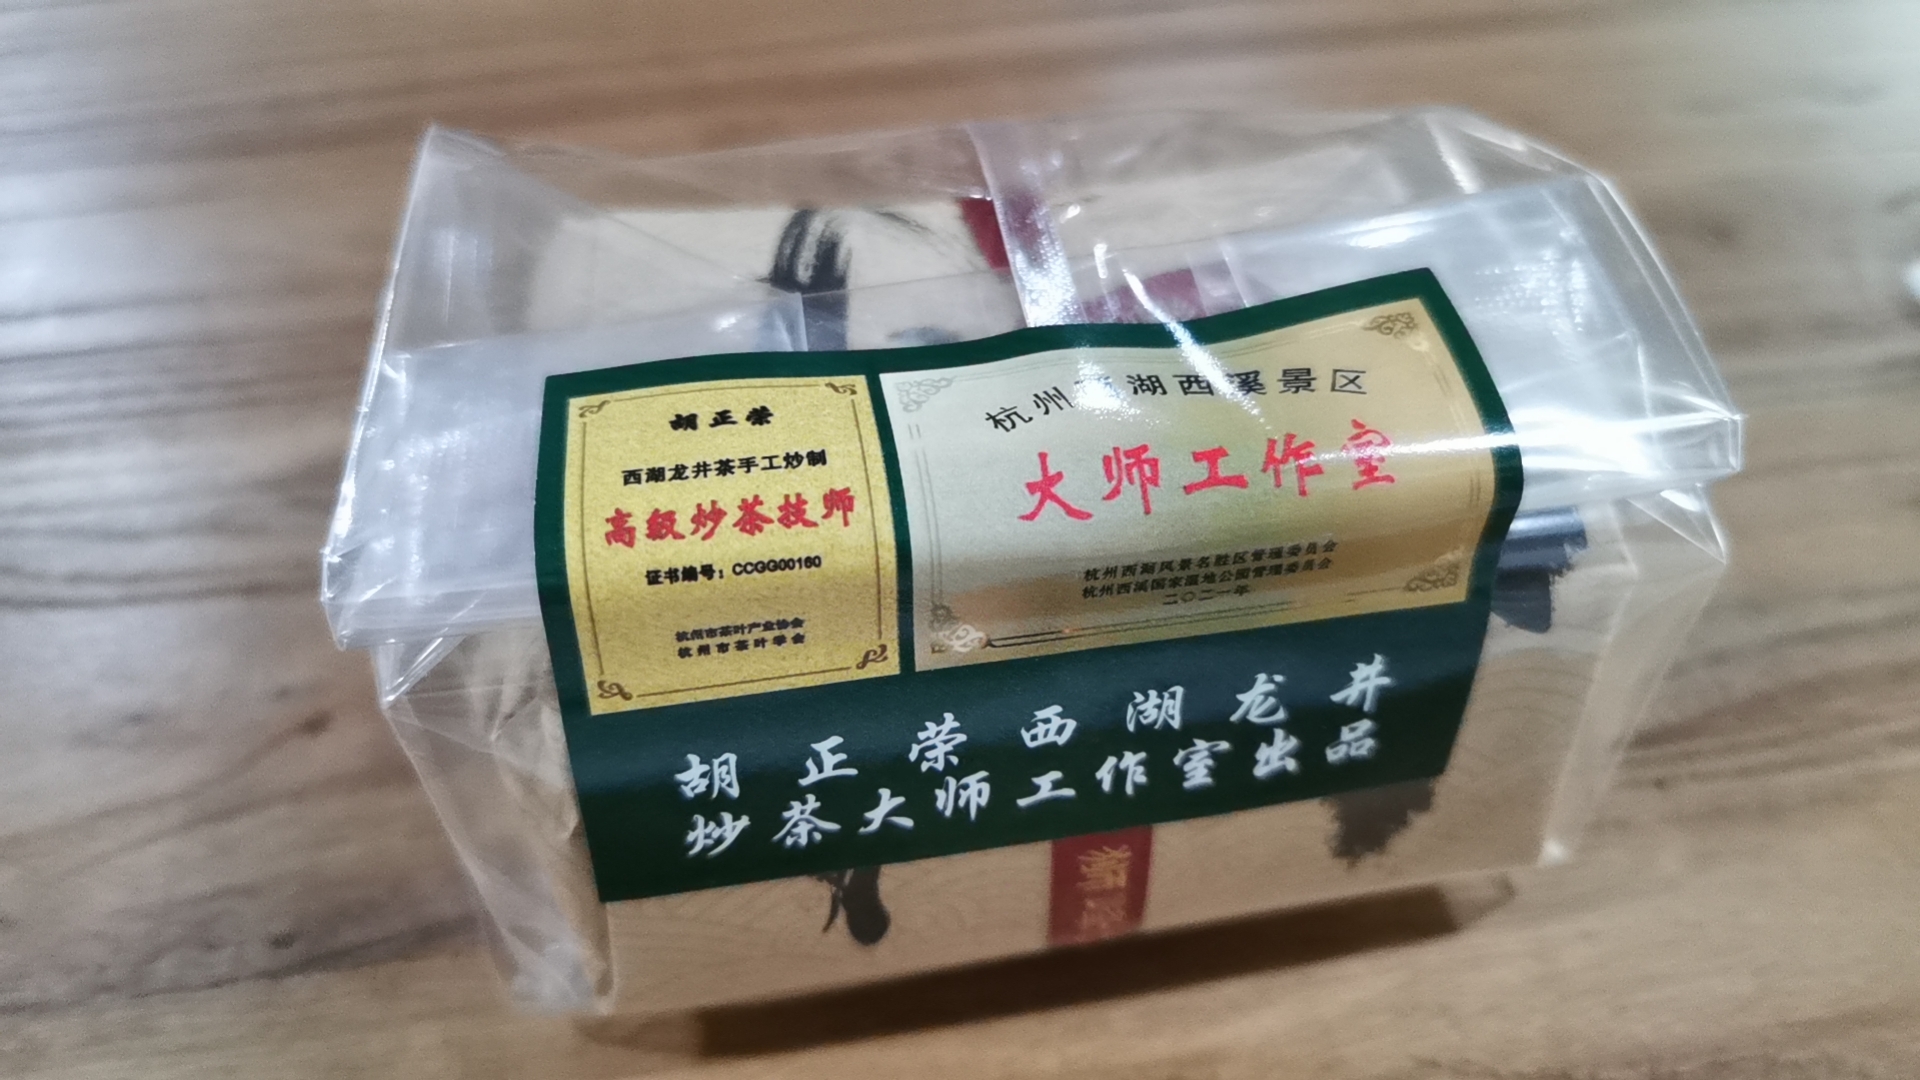 胡正荣
西湖龙井茶手工炒制
高级炒茶技师
证书编号：CCGG00160
杭州市茶叶产业协会
杭州市茶叶学会
杭州西湖西溪景区
大师工作室
杭州西湖风景名胜区管理委员会
杭州西溪国家湿地公园管理委员会
二〇二一年
胡正荣西湖龙井
炒茶大师工作室出品
狮